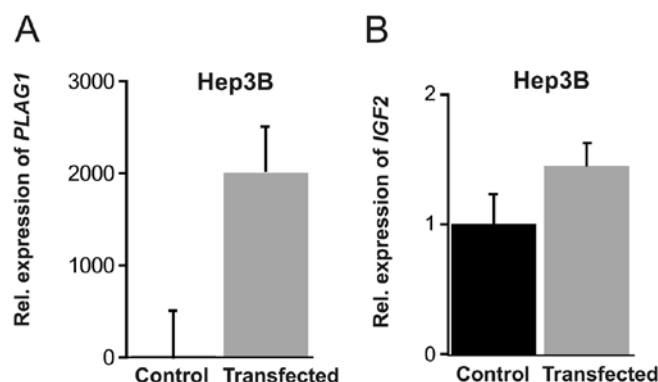 A
Hep3B
Rel. expression of PLAG1
3000
2000
1000
0
Control Transfected
B
Hep3B
Rel. expression of IGF2
2
1
0
Control Transfected